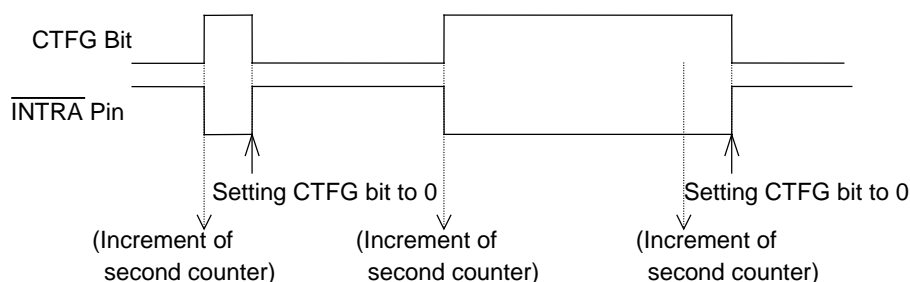 CTFG Bit
INTRA Pin
Setting CTFG bit to 0
Setting CTFG bit to 0
(Increment of
second counter)
(Increment of
second counter)
(Increment of
second counter)